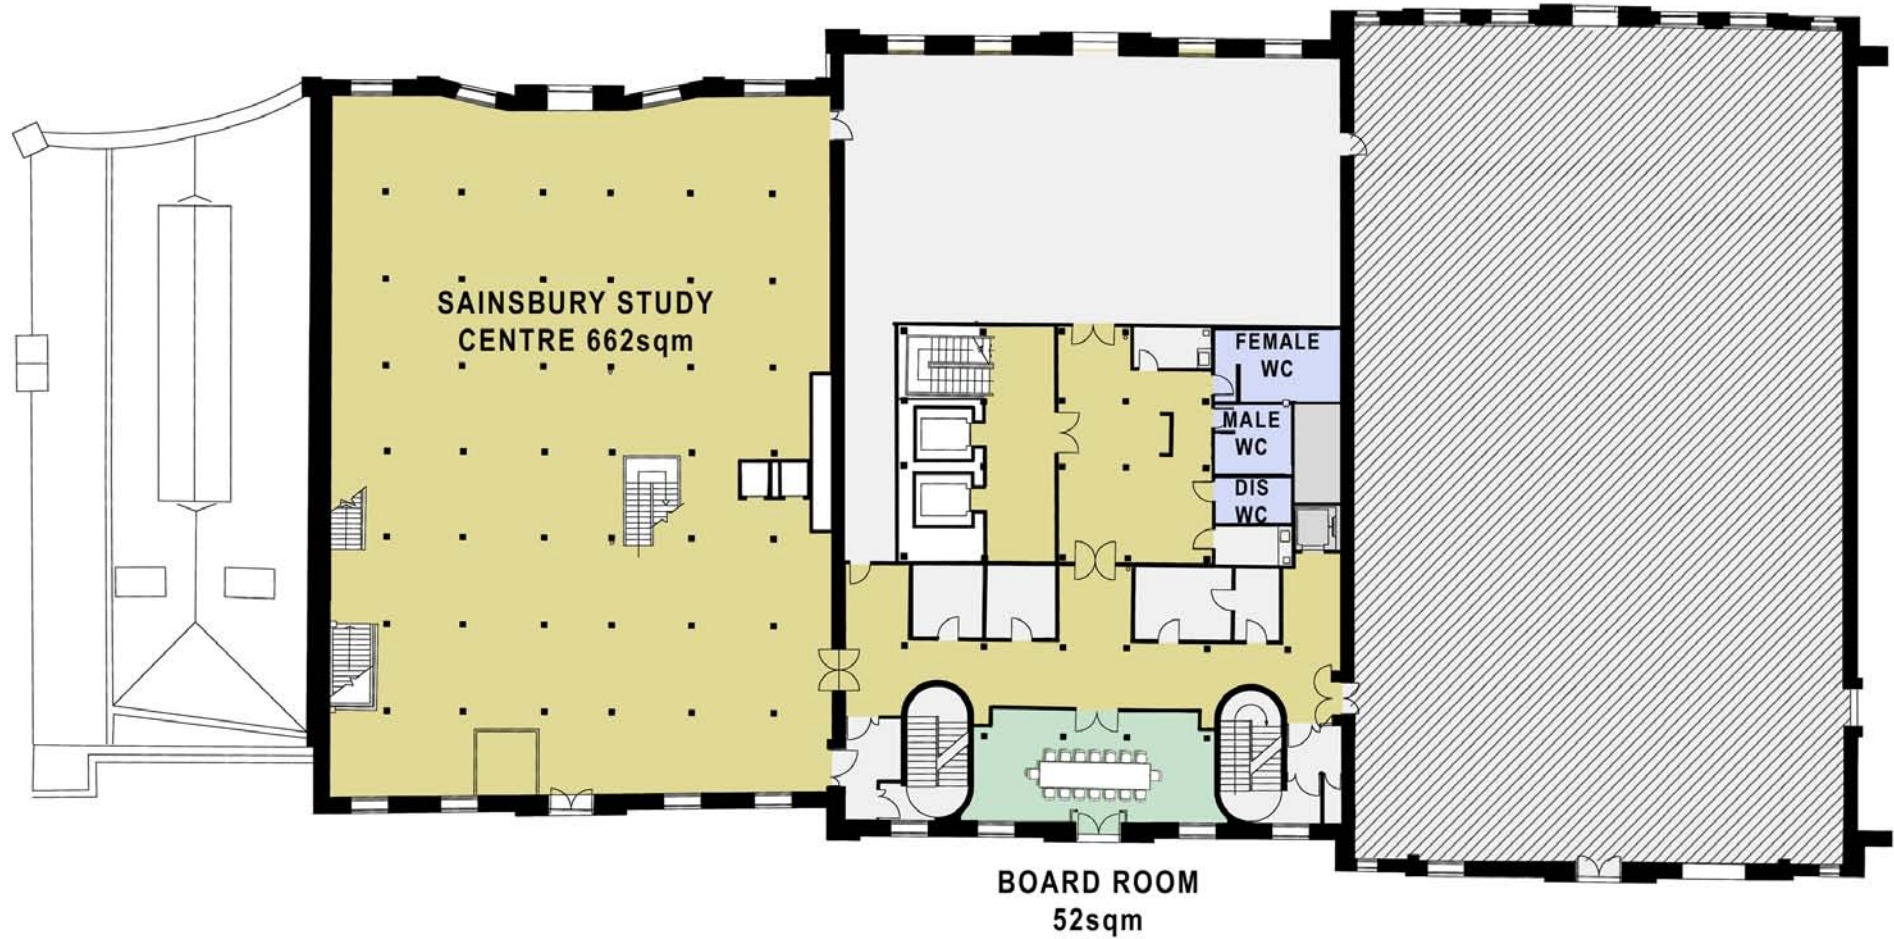 SAINSBURY STUDY
CENTRE 662sqm
FEMALE
WC
MALE
WC
DIS
WC
BOARD ROOM
52sqm